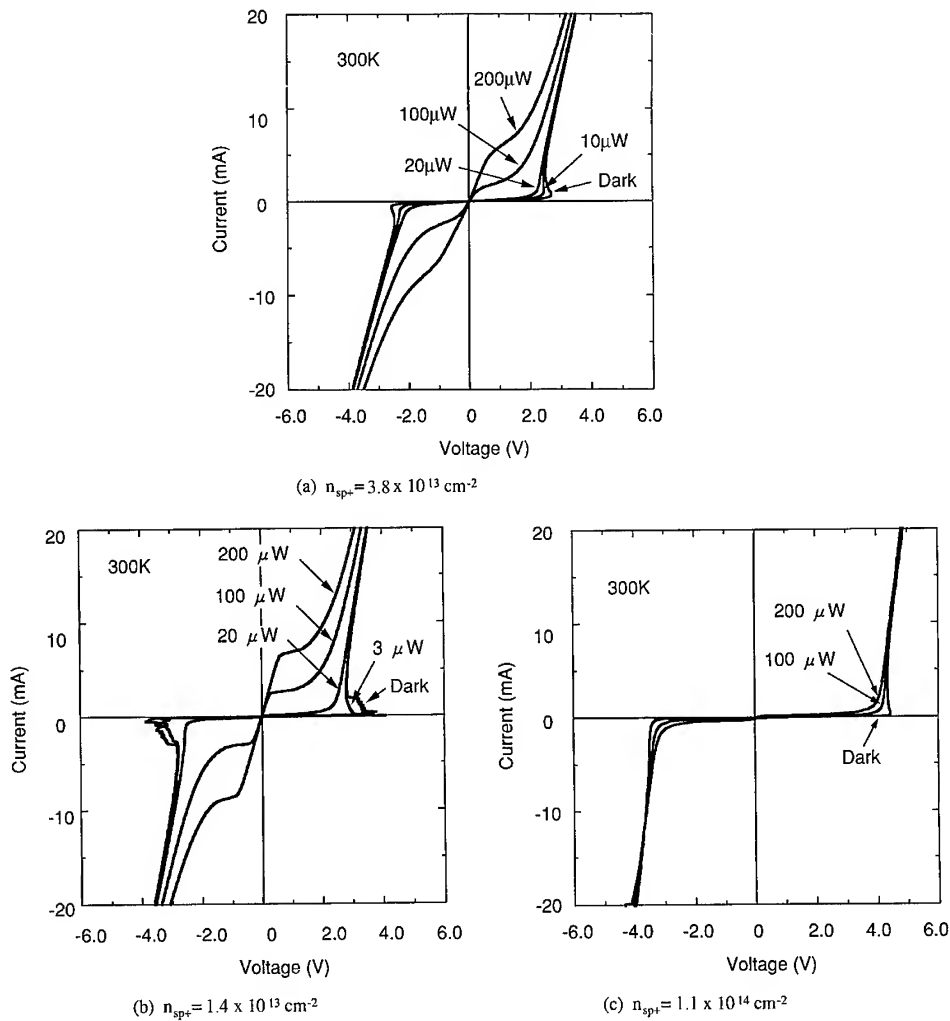 20
10
0
-10
-20
Current (mA)
300K
200μW
100μW
20μW
10μW
Dark
-6.0 -4.0 -2.0 0 2.0 4.0 6.0
Voltage (V)
(a) nsp+= 3.8 x 10 13 cm-2
20
10
0
-10
-20
Current (mA)
300K
200 μW
100 μW
20 μW
3 μW
Dark
-6.0 -4.0 -2.0 0 2.0 4.0 6.0
Voltage (V)
(b) nsp+= 1.4 x 10 13 cm-2
20
10
0
-10
-20
Current (mA)
300K
200 μW
100 μW
Dark
-6.0 -4.0 -2.0 0 2.0 4.0 6.0
Voltage (V)
(c) nsp+= 1.1 x 10 14 cm-2